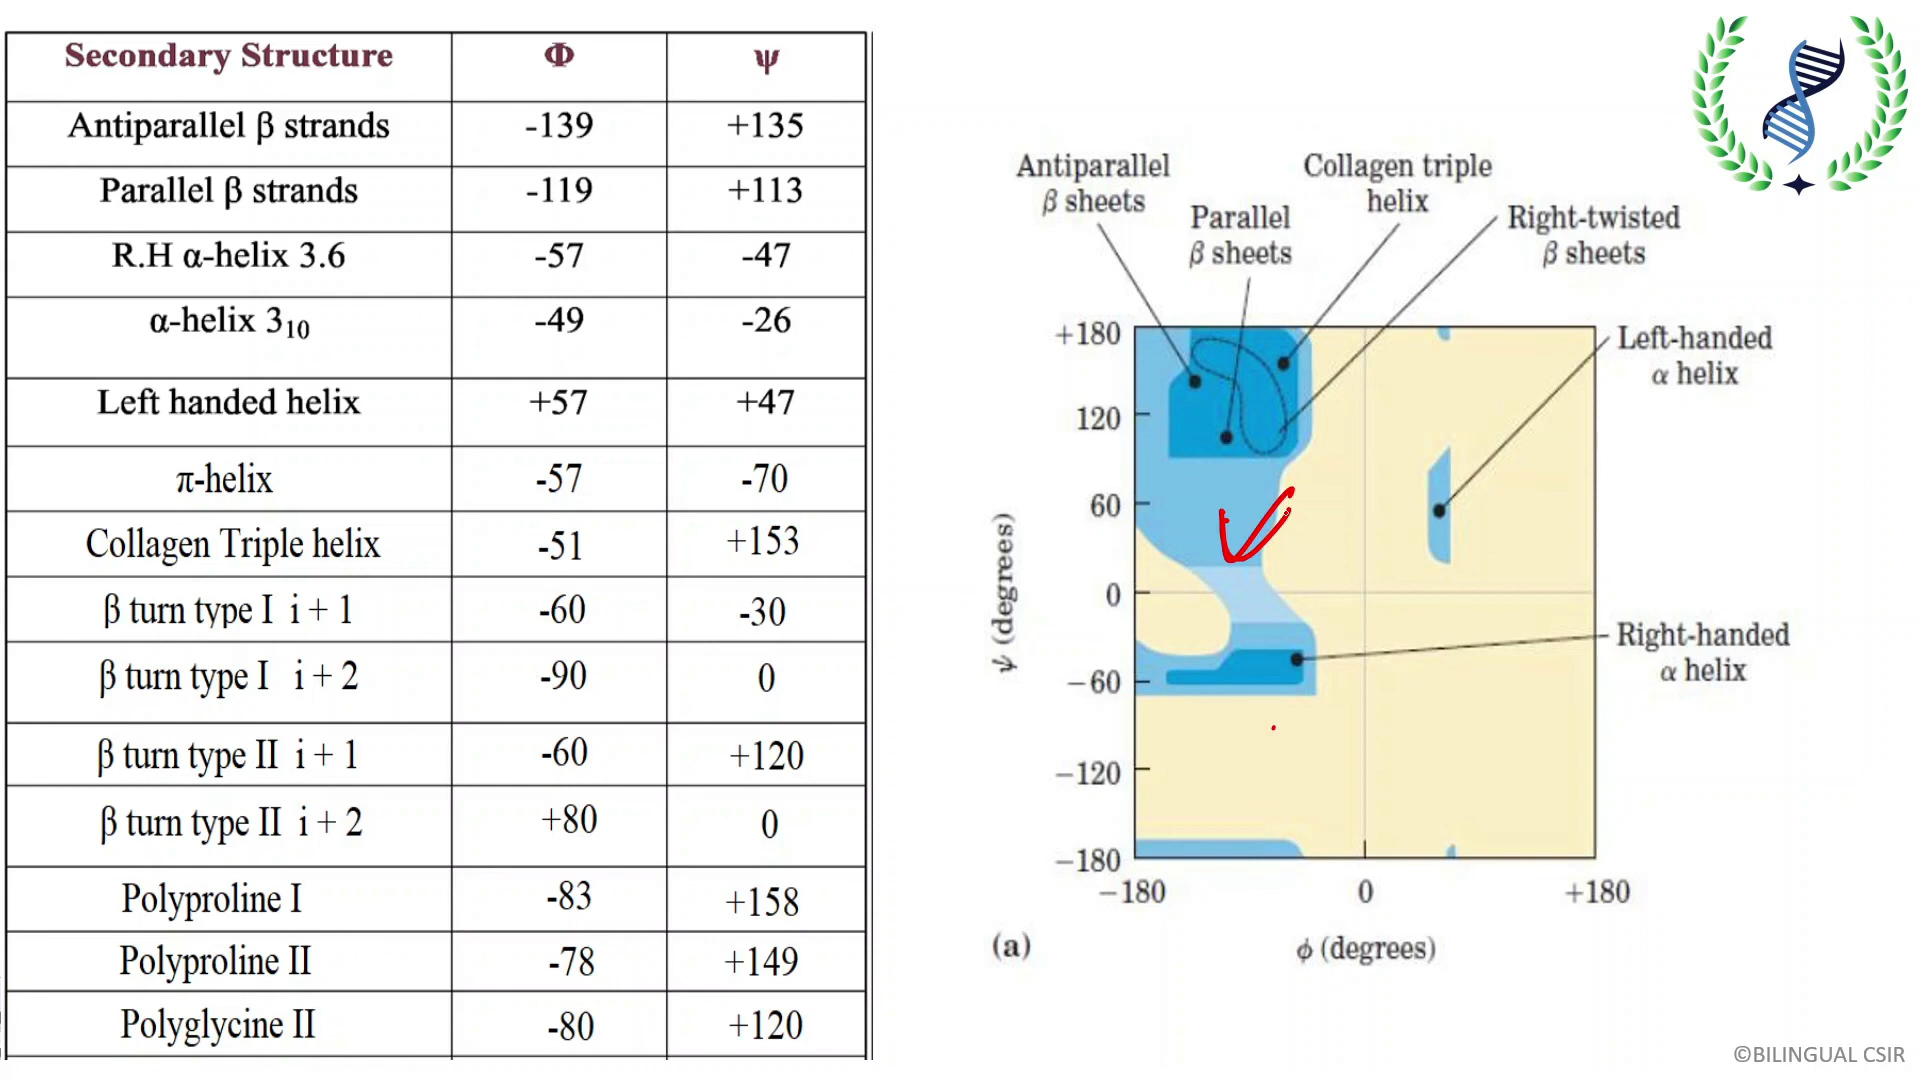 Secondary Structure Φ ψ
Antiparallel β strands -139 +135
Parallel β strands -119 +113
R.H α-helix 3.6 -57 -47
α-helix 3₁₀ -49 -26
Left handed helix +57 +47
π-helix -57 -70
Collagen Triple helix -51 +153
β turn type I i + 1 -60 -30
β turn type I i + 2 -90 0
β turn type II i + 1 -60 +120
β turn type II i + 2 +80 0
Polyproline I -83 +158
Polyproline II -78 +149
Polyglycine II -80 +120
Antiparallel
β sheets
Parallel
β sheets
Collagen triple
helix
Right-twisted
β sheets
Left-handed
α helix
Right-handed
α helix
+180
120
60
0
−60
−120
−180
ψ (degrees)
−180 0 +180
ϕ (degrees)
(a)
©BILINGUAL CSIR